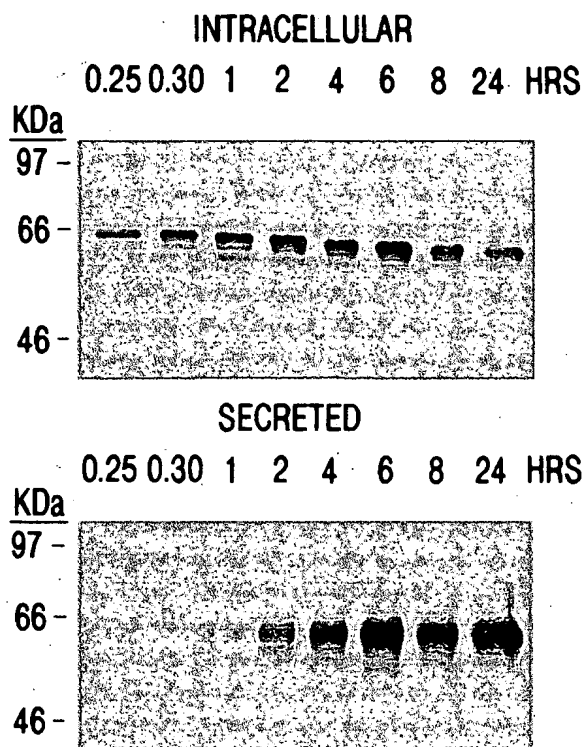 INTRACELLULAR
0.25 0.30 1 2 4 6 8 24 HRS
KDa
97 -
66 -
46 -
SECRETED
0.25 0.30 1 2 4 6 8 24 HRS
KDa
97 -
66 -
46 -